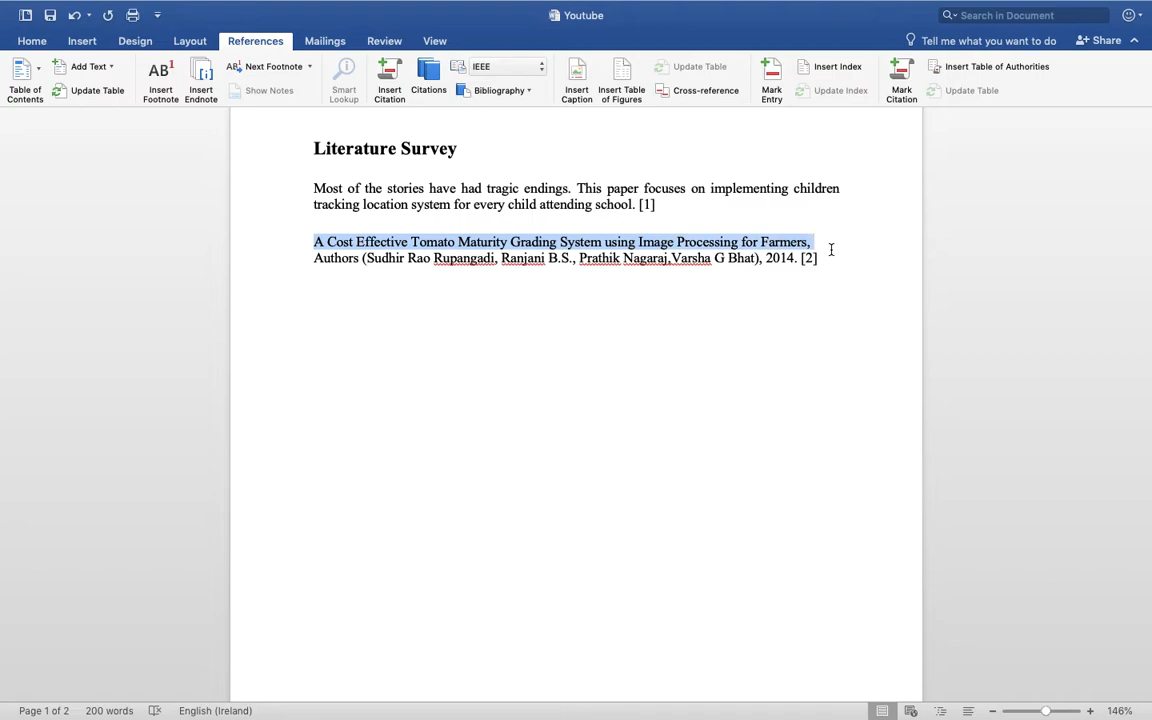 Youtube
Search in Document
Home Insert Design Layout References Mailings Review View
Tell me what you want to do
Share
Table of Contents
Add Text
Update Table
AB1
Insert Footnote
Insert Endnote
AB1 Next Footnote
Show Notes
Smart Lookup
Insert Citation
Citations
IEEE
Bibliography
Insert Caption
Insert Table of Figures
Update Table
Cross-reference
Mark Entry
Insert Index
Update Index
Mark Citation
Insert Table of Authorities
Update Table
Literature Survey
Most of the stories have had tragic endings. This paper focuses on implementing children
tracking location system for every child attending school. [1]
A Cost Effective Tomato Maturity Grading System using Image Processing for Farmers,
Authors (Sudhir Rao Rupangadi, Ranjani B.S., Prathik Nagaraj,Varsha G Bhat), 2014. [2]
Page 1 of 2 200 words English (Ireland) 146%